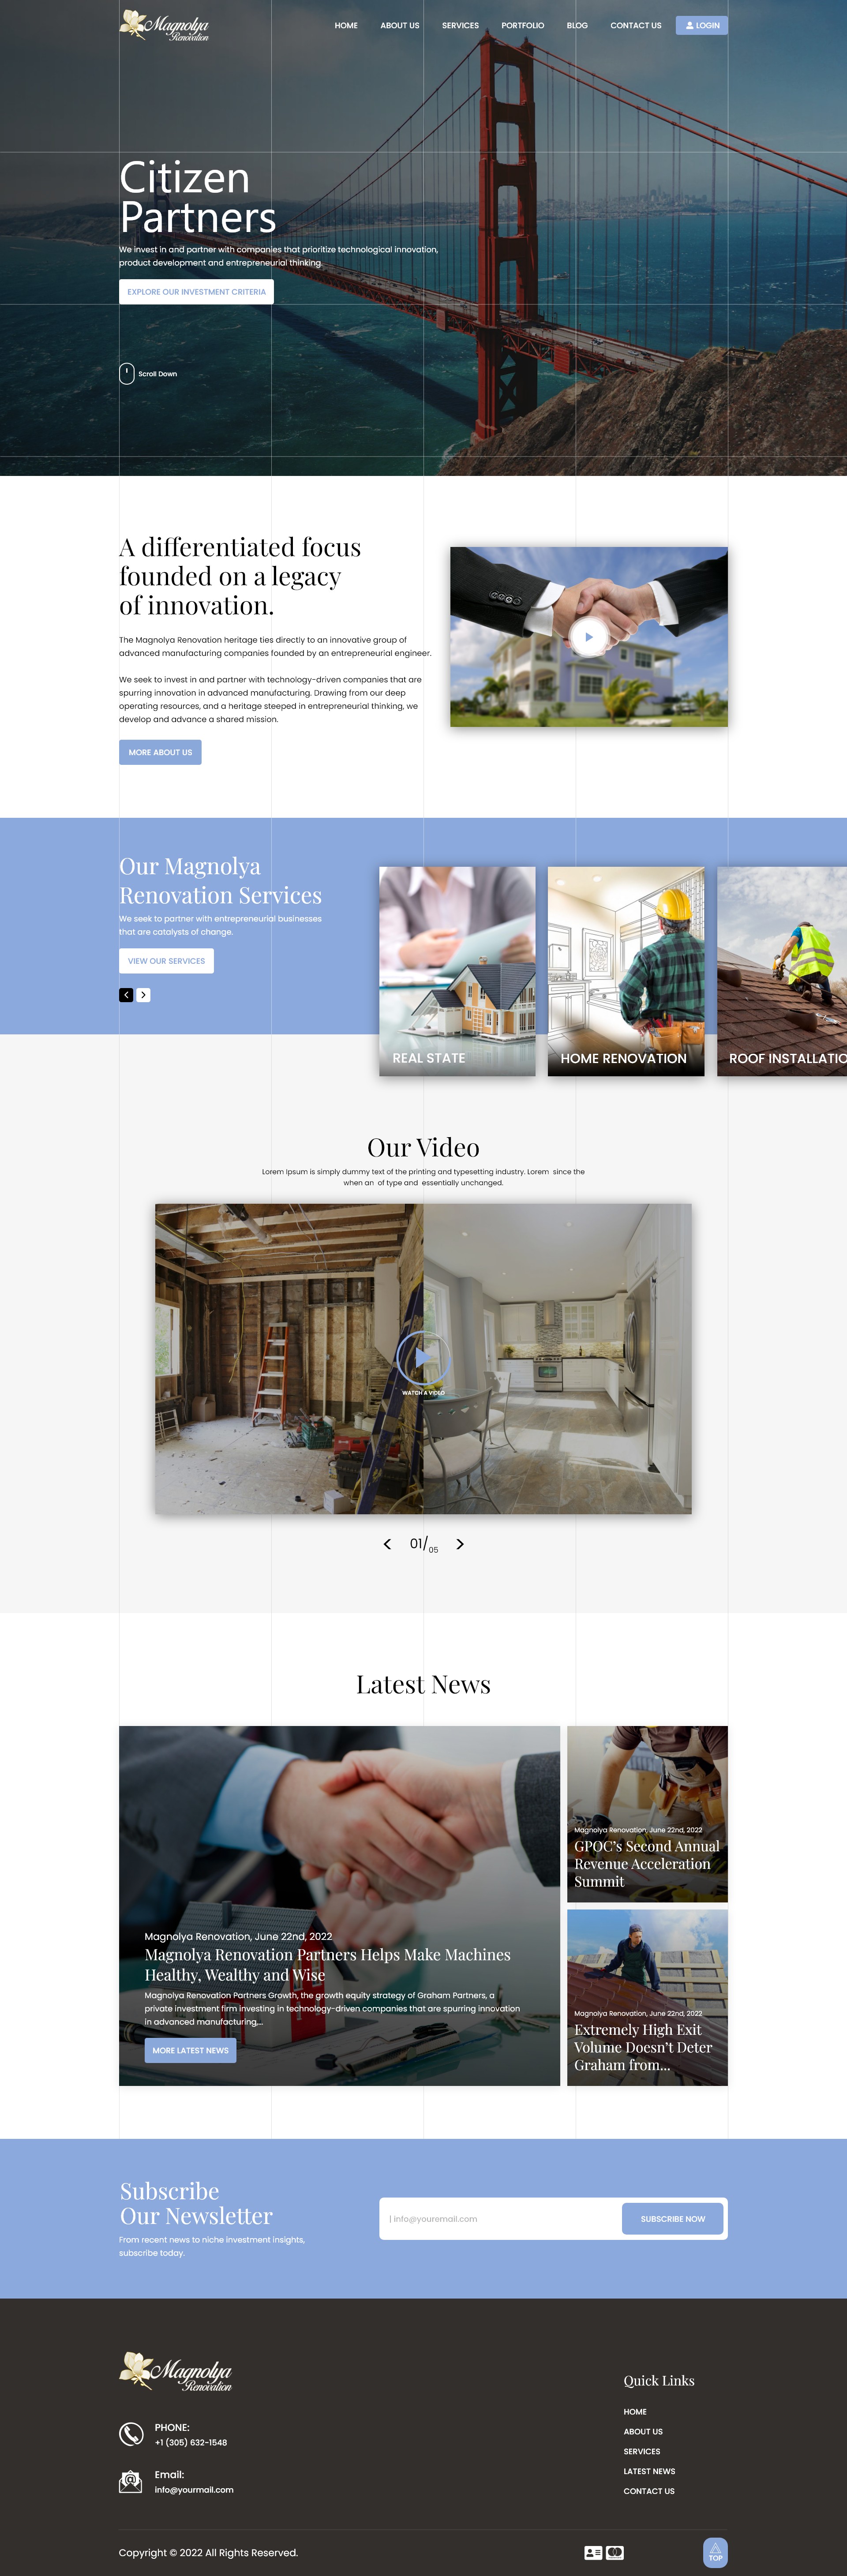 Magnolya
Renovation
HOME ABOUT US SERVICES PORTFOLIO BLOG CONTACT US LOGIN
Citizen
Partners
We invest in and partner with companies that prioritize technological innovation,
product development and entrepreneurial thinking.
EXPLORE OUR INVESTMENT CRITERIA
Scroll Down
A differentiated focus
founded on a legacy
of innovation.
The Magnolya Renovation heritage ties directly to an innovative group of
advanced manufacturing companies founded by an entrepreneurial engineer.
We seek to invest in and partner with technology-driven companies that are
spurring innovation in advanced manufacturing. Drawing from our deep
operating resources, and a heritage steeped in entrepreneurial thinking, we
develop and advance a shared mission.
MORE ABOUT US
Our Magnolya
Renovation Services
We seek to partner with entrepreneurial businesses
that are catalysts of change.
VIEW OUR SERVICES
REAL STATE
HOME RENOVATION
ROOF INSTALLATIO
Our Video
Lorem Ipsum is simply dummy text of the printing and typesetting industry. Lorem since the
when an of type and essentially unchanged.
WATCH A VIDEO
01/05
Latest News
Magnolya Renovation, June 22nd, 2022
Magnolya Renovation Partners Helps Make Machines
Healthy, Wealthy and Wise
Magnolya Renovation Partners Growth, the growth equity strategy of Graham Partners, a
private investment firm investing in technology-driven companies that are spurring innovation
in advanced manufacturing,...
MORE LATEST NEWS
Magnolya Renovation, June 22nd, 2022
GPOC's Second Annual
Revenue Acceleration
Summit
Magnolya Renovation, June 22nd, 2022
Extremely High Exit
Volume Doesn't Deter
Graham from...
Subscribe
Our Newsletter
From recent news to niche investment insights,
subscribe today.
| info@youremail.com
SUBSCRIBE NOW
Magnolya
Renovation
PHONE:
+1 (305) 632-1548
Email:
info@yourmail.com
Quick Links
HOME
ABOUT US
SERVICES
LATEST NEWS
CONTACT US
Copyright © 2022 All Rights Reserved.
TOP